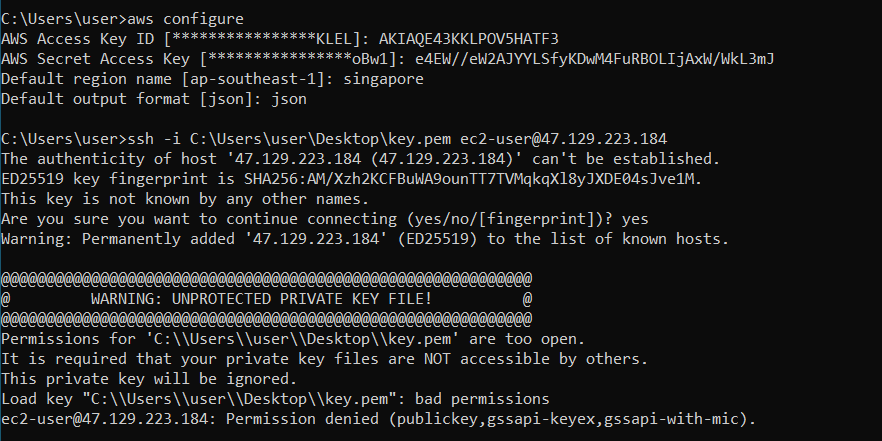 C:\Users\user>aws configure
AWS Access Key ID [****************KLEL]: AKIAQE43KKLPOV5HATF3
AWS Secret Access Key [****************oBw1]: 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
Default region name [ap-southeast-1]: singapore
Default output format [json]: json
C:\Users\user>ssh -i C:\Users\user\Desktop\key.pem ec2-user@47.129.223.184
The authenticity of host '47.129.223.184 (47.129.223.184)' can't be established.
ED25519 key fingerprint is SHA256:AM/Xzh2KCFBuWA9ounTT7TVMqkqXl8yJXDE04sJve1M.
This key is not known by any other names.
Are you sure you want to continue connecting (yes/no/[fingerprint])? yes
Warning: Permanently added '47.129.223.184' (ED25519) to the list of known hosts.
@@@@@@@@@@@@@@@@@@@@@@@@@@@@@@@@@@@@@@@@@@@@@@@@@@@@@@@@@@@
@         WARNING: UNPROTECTED PRIVATE KEY FILE!          @
@@@@@@@@@@@@@@@@@@@@@@@@@@@@@@@@@@@@@@@@@@@@@@@@@@@@@@@@@@@
Permissions for 'C:\\Users\\user\\Desktop\\key.pem' are too open.
It is required that your private key files are NOT accessible by others.
This private key will be ignored.
Load key "C:\\Users\\user\\Desktop\\key.pem": bad permissions
ec2-user@47.129.223.184: Permission denied (publickey,gssapi-keyex,gssapi-with-mic).